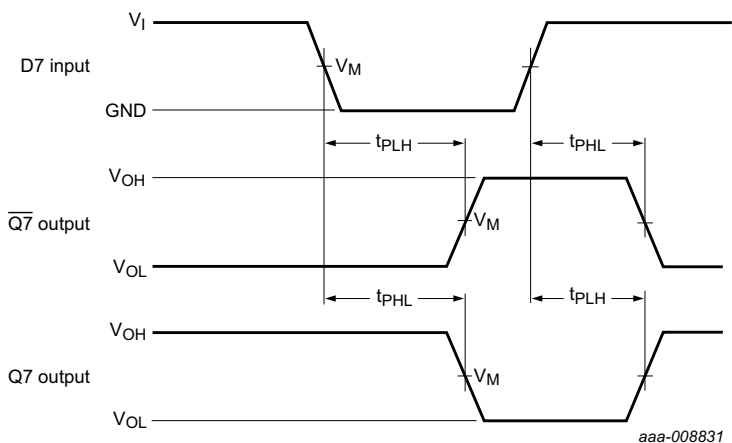 V_I
D7 input
V_M
GND
t_PLH
t_PHL
V_OH
Q̅7̅ output
V_M
V_OL
t_PHL
t_PLH
V_OH
Q7 output
V_M
V_OL
aaa-008831